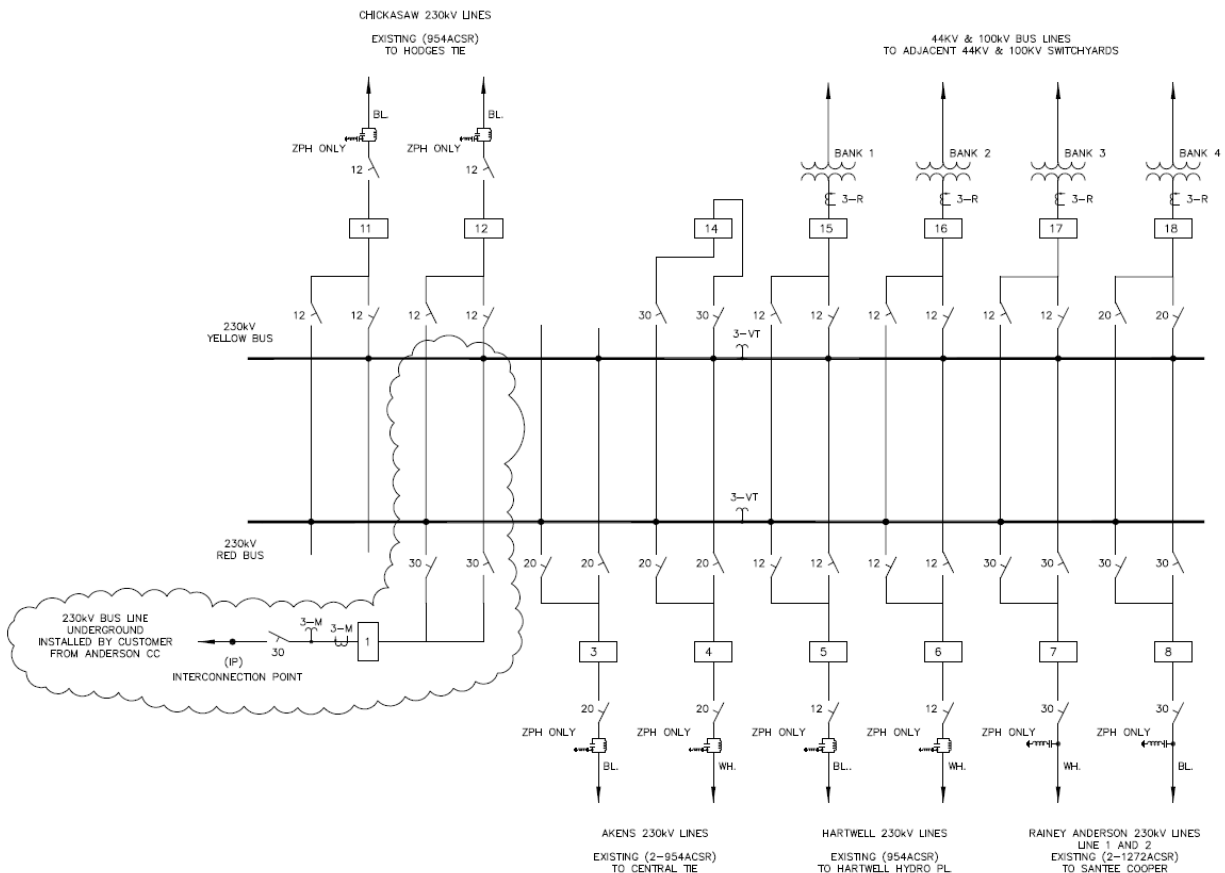 CHICKASAW 230kV LINES
EXISTING (954ACSR)
TO HODGES TIE
44KV & 100kV BUS LINES
TO ADJACENT 44KV & 100KV SWITCHYARDS
BL.
BL.
ZPH ONLY
ZPH ONLY
12
12
BANK 1
BANK 2
BANK 3
BANK 4
3-R
3-R
3-R
3-R
11
12
14
15
16
17
18
12
12
12
12
30
30
12
12
12
12
12
12
20
20
230kV
YELLOW BUS
3-VT
3-VT
230kV
RED BUS
30
30
20
20
20
20
12
12
12
12
30
30
30
30
230kV BUS LINE
UNDERGROUND
INSTALLED BY CUSTOMER
FROM ANDERSON CC
(IP)
INTERCONNECTION POINT
30
3-M
3-M
1
3
4
5
6
7
8
20
20
12
12
30
30
ZPH ONLY
ZPH ONLY
ZPH ONLY
ZPH ONLY
ZPH ONLY
ZPH ONLY
BL.
WH.
BL..
WH.
WH.
BL.
AKENS 230kV LINES
EXISTING (2-954ACSR)
TO CENTRAL TIE
HARTWELL 230kV LINES
EXISTING (954ACSR)
TO HARTWELL HYDRO PL
RAINEY ANDERSON 230kV LINES
LINE 1 AND 2
EXISTING (2-1272ACSR)
TO SANTEE COOPER